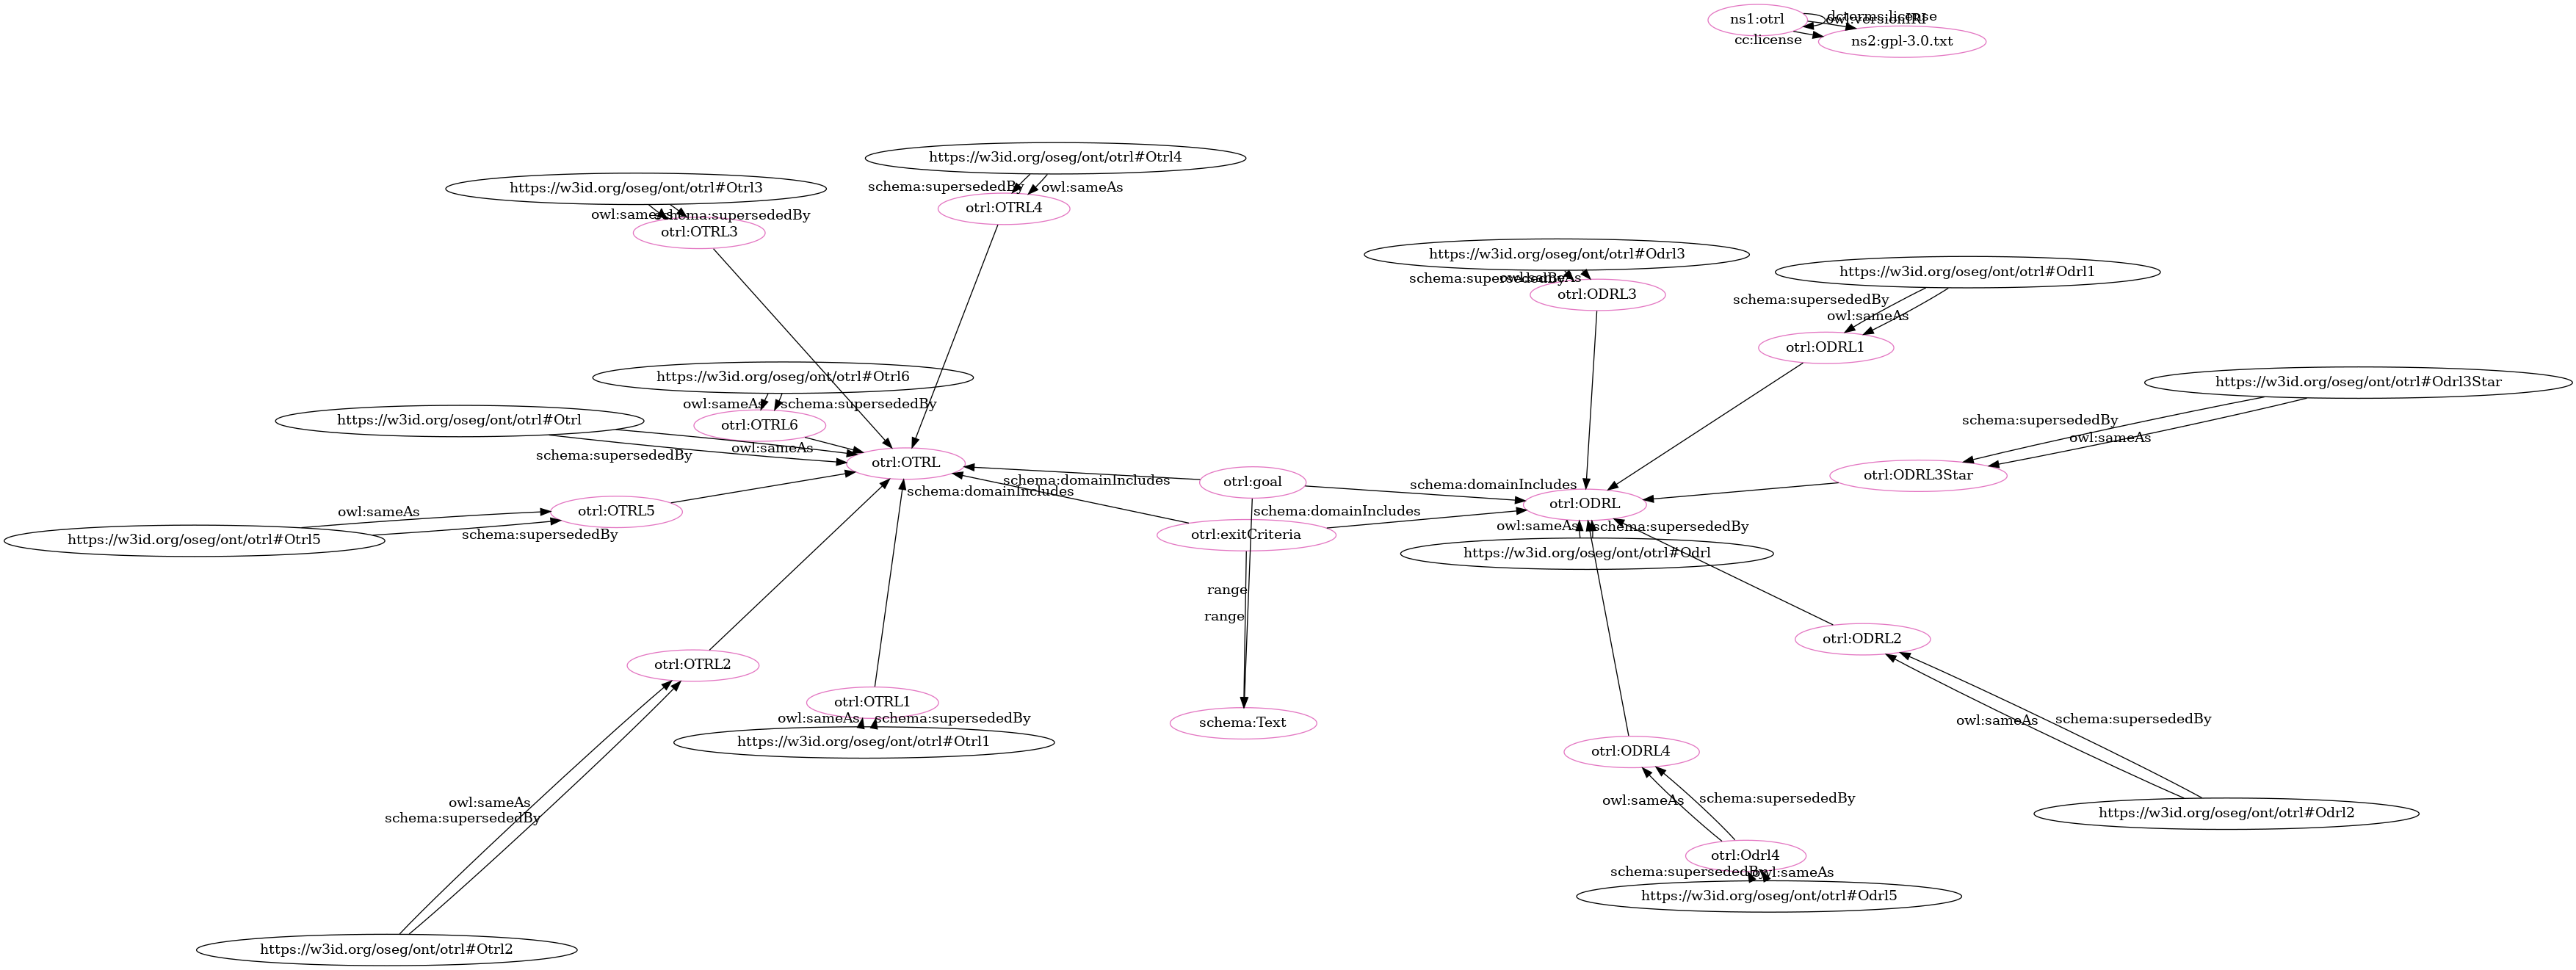 ns1:otrl
dcterms:license
owl:versionIRI
cc:license
ns2:gpl-3.0.txt
https://w3id.org/oseg/ont/otrl#Otrl4
https://w3id.org/oseg/ont/otrl#Otrl3
schema:supersededBy
owl:sameAs
otrl:OTRL4
owl:sameAs
schema:supersededBy
otrl:OTRL3
https://w3id.org/oseg/ont/otrl#Odrl3
https://w3id.org/oseg/ont/otrl#Odrl1
schema:supersededBy
owl:sameAs
otrl:ODRL3
schema:supersededBy
owl:sameAs
otrl:ODRL1
https://w3id.org/oseg/ont/otrl#Otrl6
https://w3id.org/oseg/ont/otrl#Odrl3Star
owl:sameAs
schema:supersededBy
https://w3id.org/oseg/ont/otrl#Otrl
otrl:OTRL6
schema:supersededBy
owl:sameAs
owl:sameAs
schema:supersededBy
otrl:OTRL
otrl:ODRL3Star
schema:domainIncludes
otrl:goal
schema:domainIncludes
schema:domainIncludes
otrl:ODRL
otrl:OTRL5
owl:sameAs
schema:domainIncludes
https://w3id.org/oseg/ont/otrl#Otrl5
schema:supersededBy
otrl:exitCriteria
owl:sameAs
schema:supersededBy
https://w3id.org/oseg/ont/otrl#Odrl
range
range
otrl:ODRL2
otrl:OTRL2
otrl:OTRL1
owl:sameAs
schema:supersededBy
schema:Text
owl:sameAs
schema:supersededBy
https://w3id.org/oseg/ont/otrl#Otrl1
otrl:ODRL4
owl:sameAs
schema:supersededBy
owl:sameAs
schema:supersededBy
https://w3id.org/oseg/ont/otrl#Odrl2
otrl:Odrl4
schema:supersededBy
owl:sameAs
https://w3id.org/oseg/ont/otrl#Odrl5
https://w3id.org/oseg/ont/otrl#Otrl2